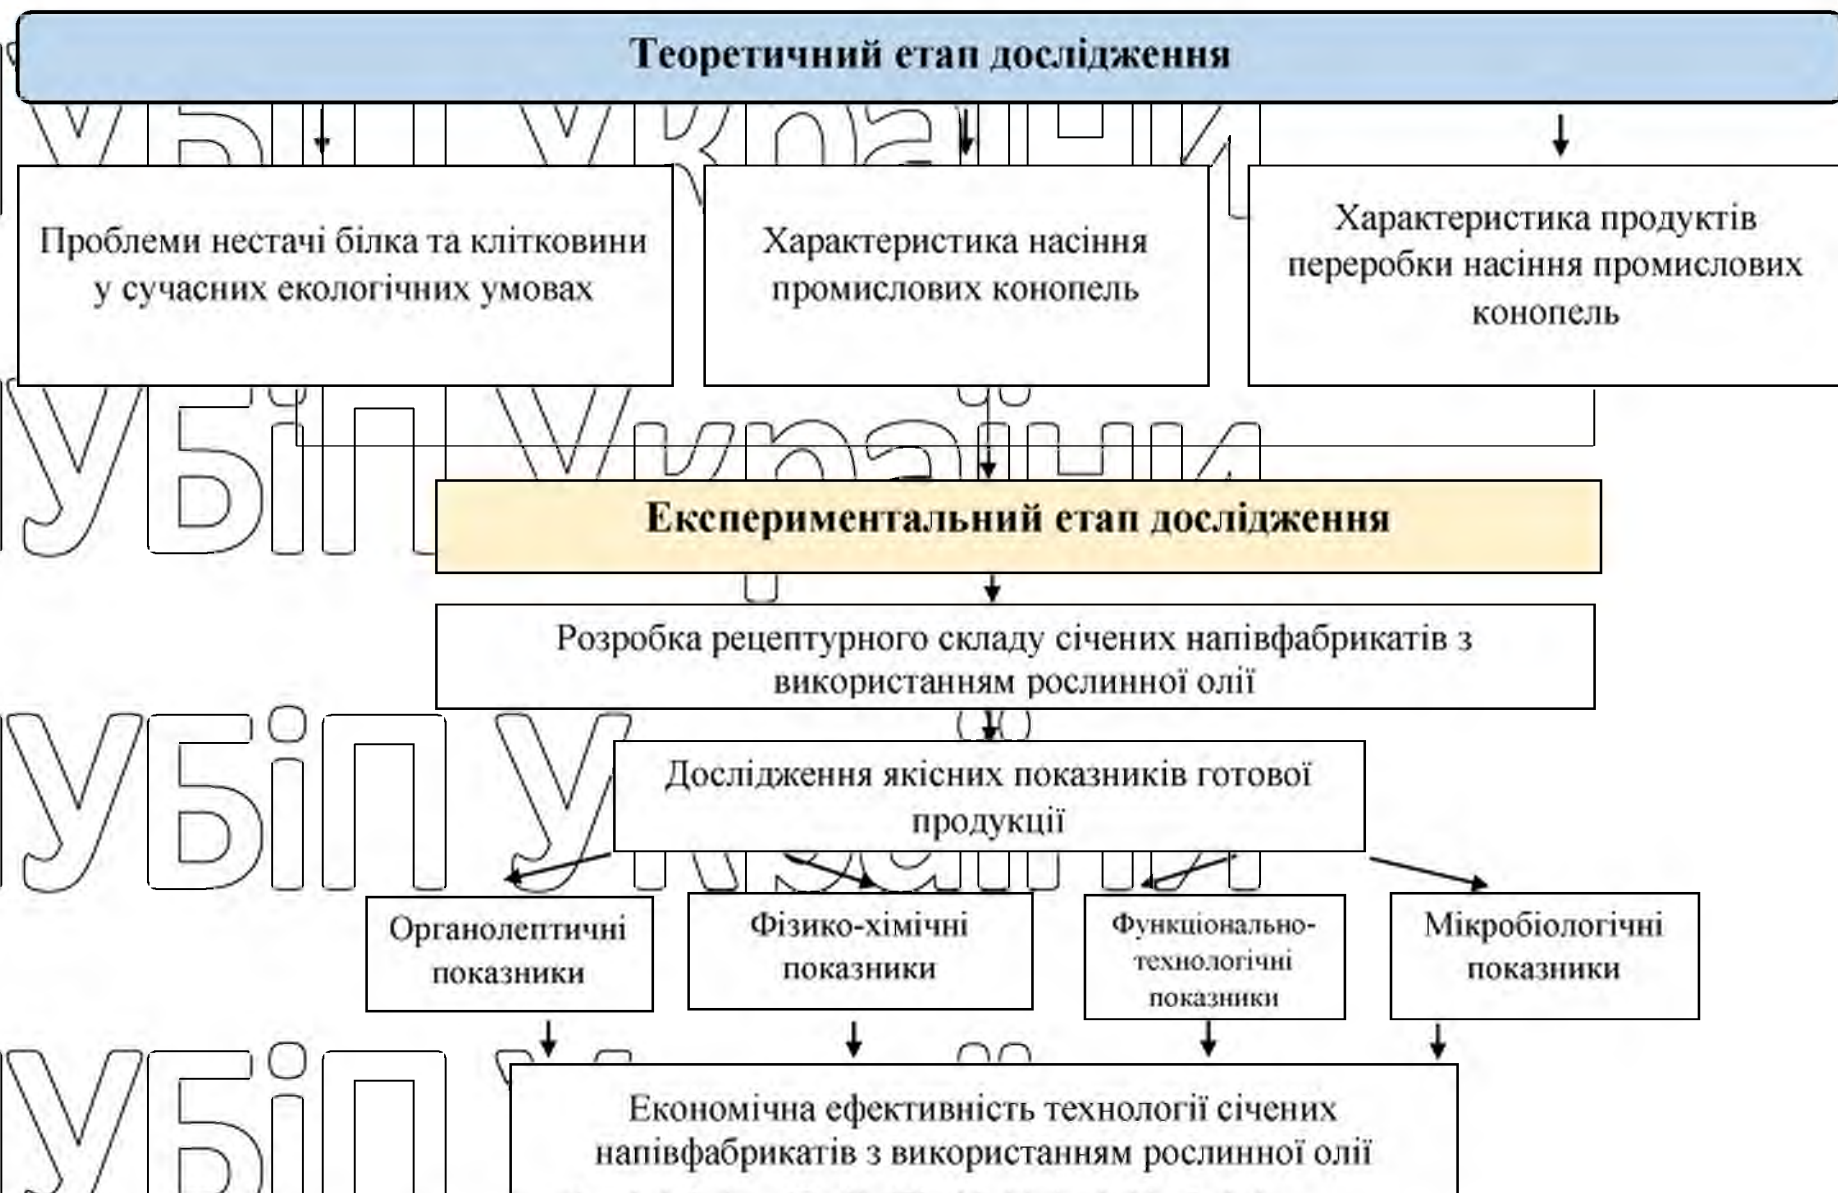 Теоретичний етап дослідження
Проблеми нестачі білка та клітковини
у сучасних екологічних умовах
Характеристика насіння
промислових конопель
Характеристика продуктів
переробки насіння промислових
конопель
Експериментальний етап дослідження
Розробка рецептурного складу січених напівфабрикатів з
використанням рослинної олії
Дослідження якісних показників готової
продукції
Органолептичні
показники
Фізико-хімічні
показники
Функціонально-
технологічні
показники
Мікробіологічні
показники
Економічна ефективність технології січених
напівфабрикатів з використанням рослинної олії